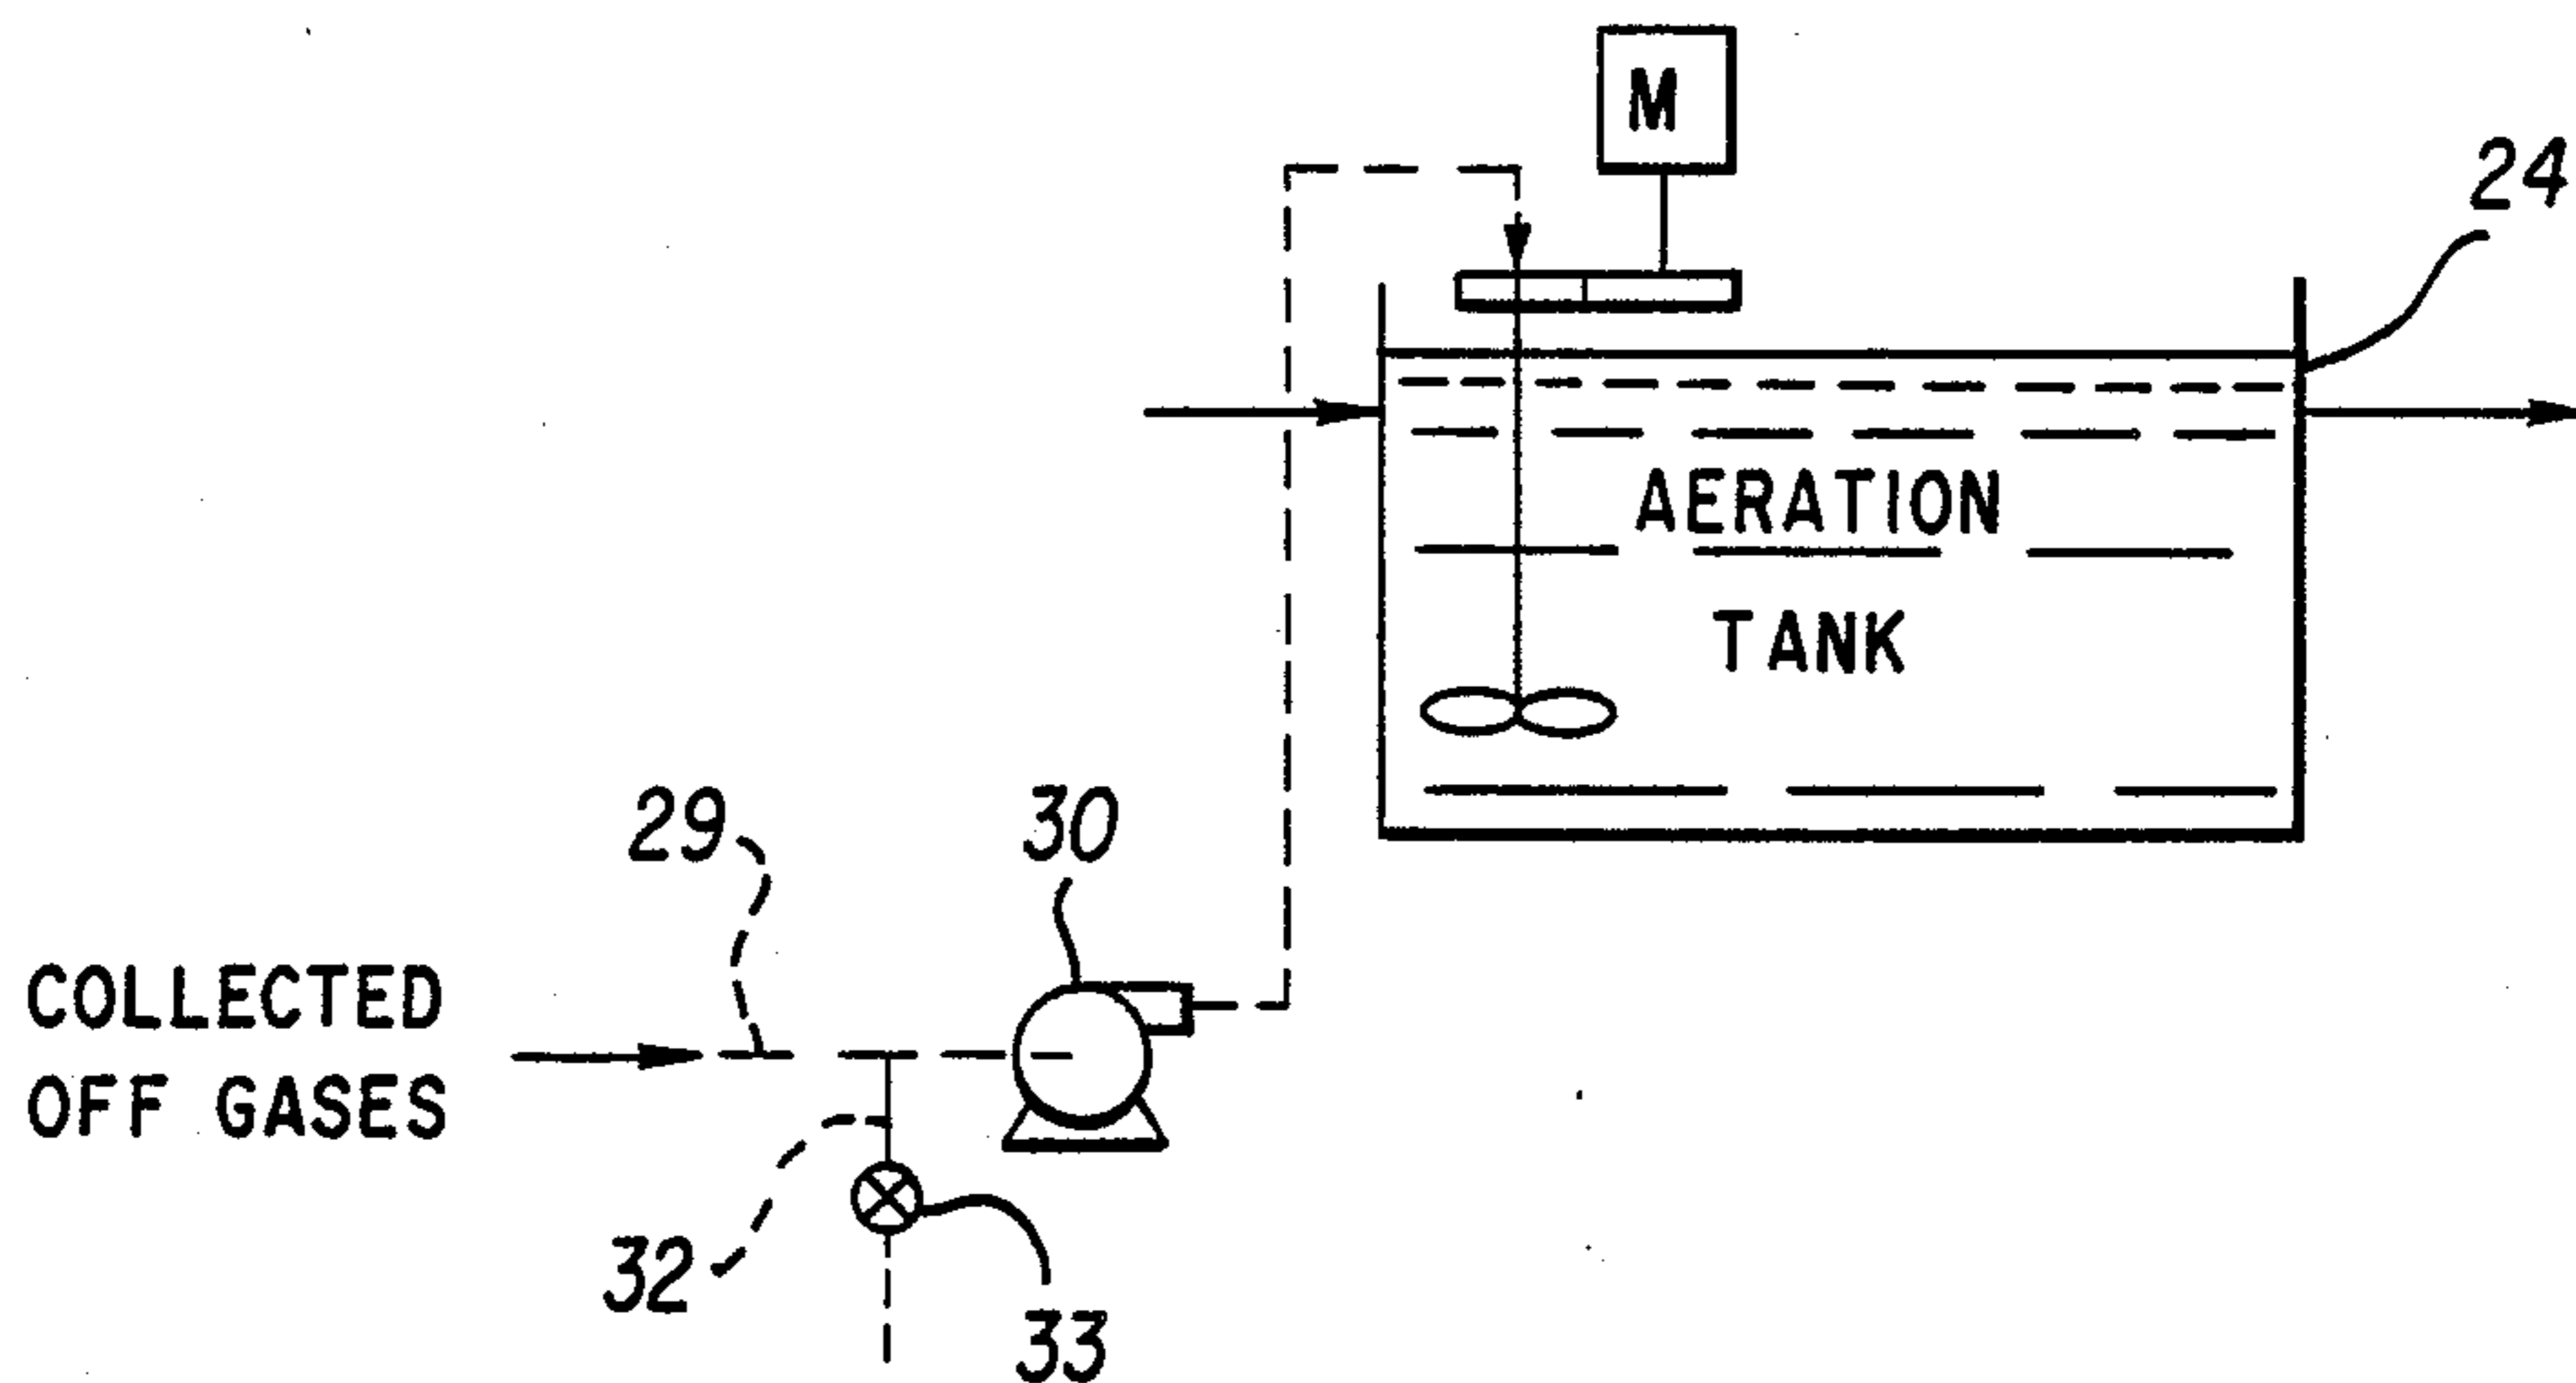 M
24
AERATION
TANK
29
30
COLLECTED
OFF GASES
32
33